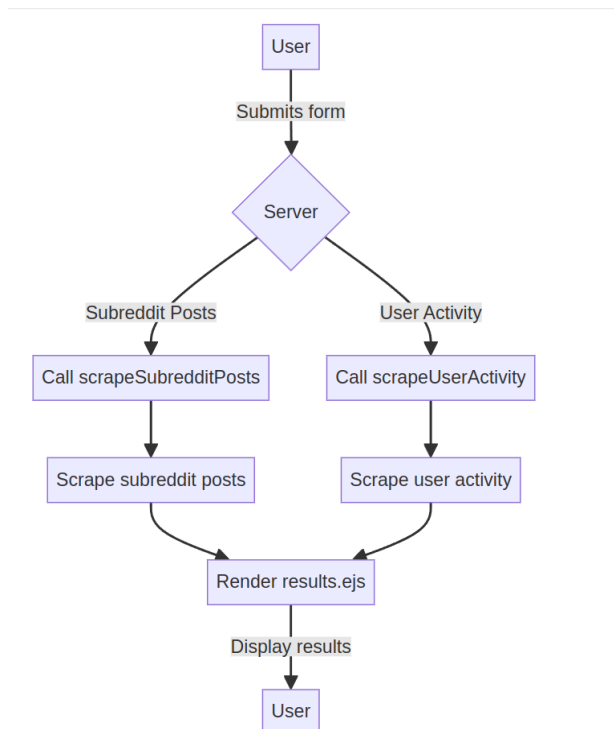 User
Submits form
Server
Subreddit Posts
User Activity
Call scrapeSubredditPosts
Call scrapeUserActivity
Scrape subreddit posts
Scrape user activity
Render results.ejs
Display results
User